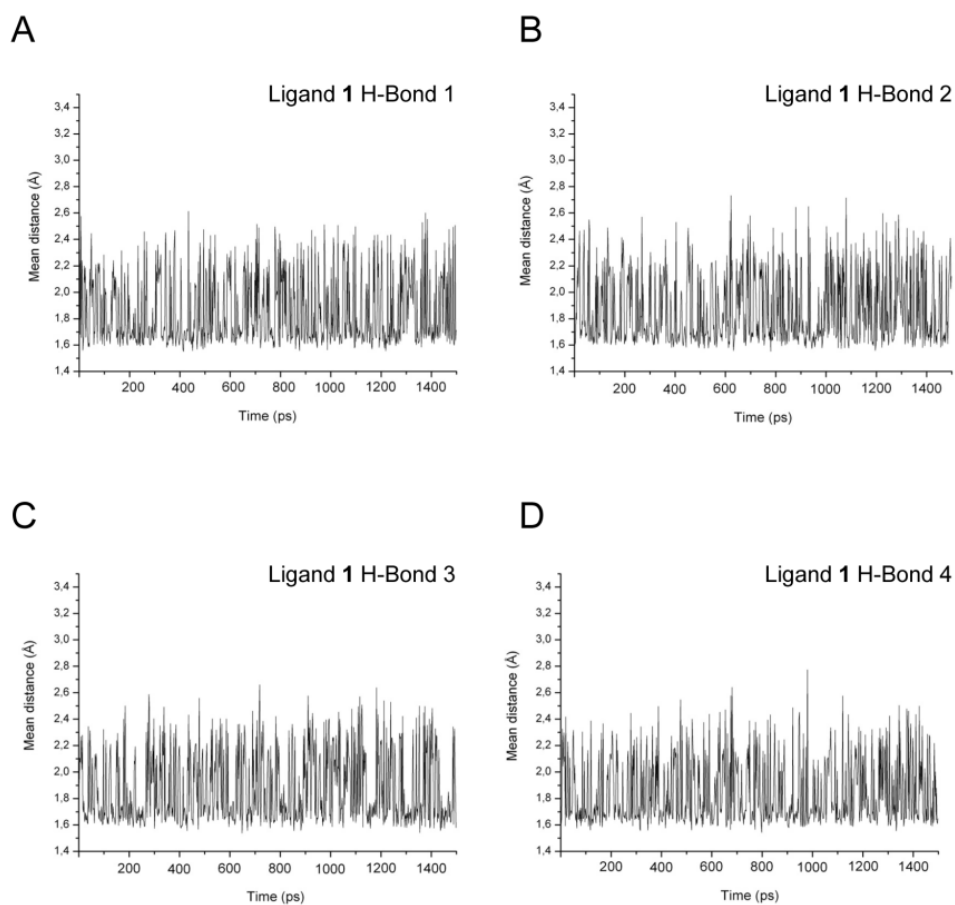 A
B
Ligand 1 H-Bond 1
Ligand 1 H-Bond 2
3,4
3,2
3,0
2,8
2,6
2,4
2,2
2,0
1,8
1,6
1,4
Mean distance (Å)
200 400 600 800 1000 1200 1400
Time (ps)
3,4
3,2
3,0
2,8
2,6
2,4
2,2
2,0
1,8
1,6
1,4
Mean distance (Å)
200 400 600 800 1000 1200 1400
Time (ps)
C
D
Ligand 1 H-Bond 3
Ligand 1 H-Bond 4
3,4
3,2
3,0
2,8
2,6
2,4
2,2
2,0
1,8
1,6
1,4
Mean distance (Å)
200 400 600 800 1000 1200 1400
Time (ps)
3,4
3,2
3,0
2,8
2,6
2,4
2,2
2,0
1,8
1,6
1,4
Mean distance (Å)
200 400 600 800 1000 1200 1400
Time (ps)